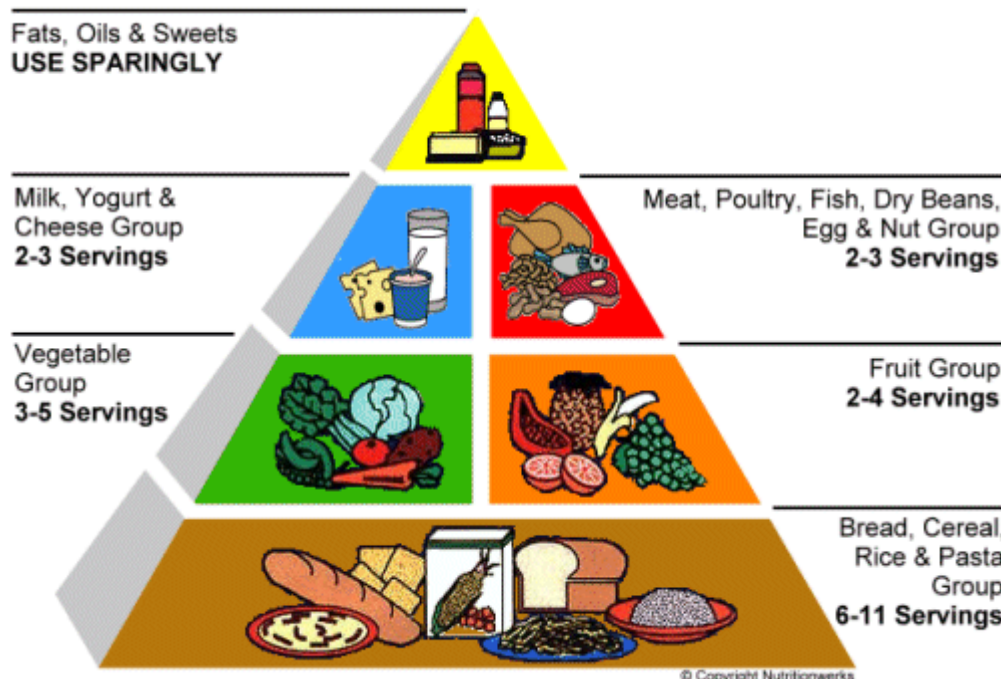 Fats, Oils & Sweets
USE SPARINGLY
Milk, Yogurt &
Cheese Group
2-3 Servings
Meat, Poultry, Fish, Dry Beans,
Egg & Nut Group
2-3 Servings
Vegetable
Group
3-5 Servings
Fruit Group
2-4 Servings
Bread, Cereal,
Rice & Pasta
Group
6-11 Servings
© Copyright Nutritionwerks